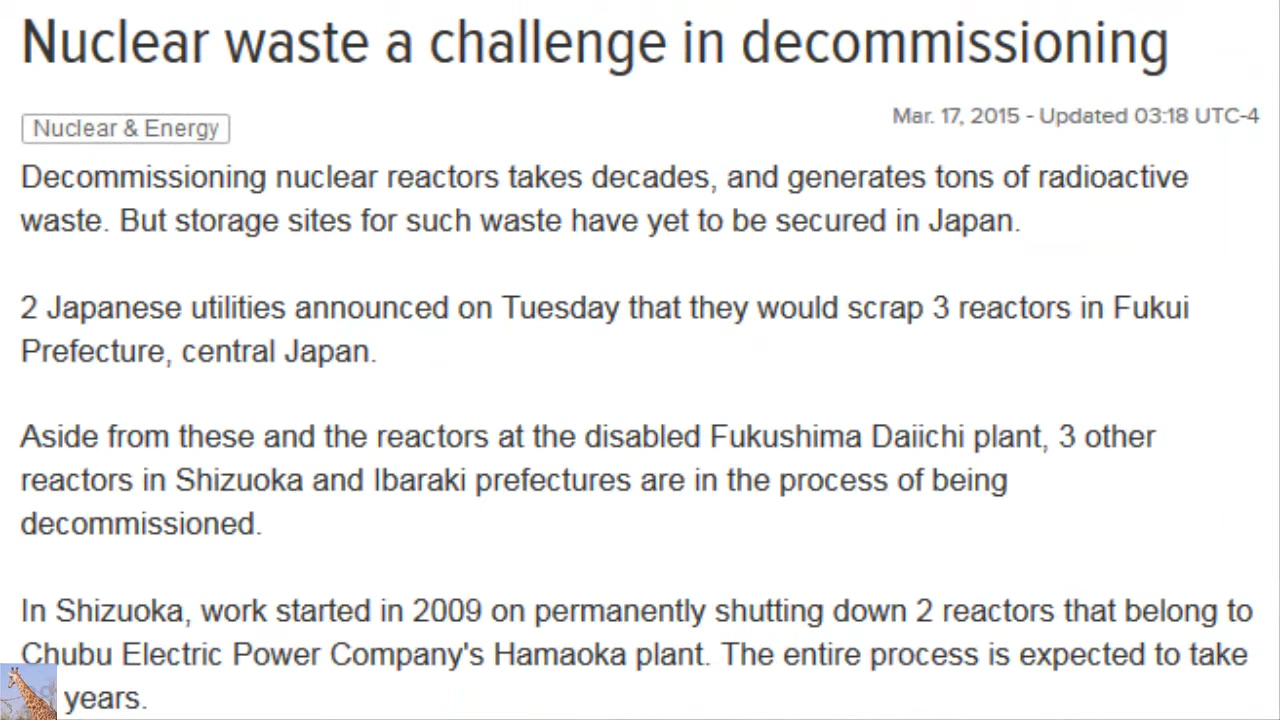 Nuclear waste a challenge in decommissioning
Nuclear & Energy
Mar. 17, 2015 - Updated 03:18 UTC-4
Decommissioning nuclear reactors takes decades, and generates tons of radioactive
waste. But storage sites for such waste have yet to be secured in Japan.
2 Japanese utilities announced on Tuesday that they would scrap 3 reactors in Fukui
Prefecture, central Japan.
Aside from these and the reactors at the disabled Fukushima Daiichi plant, 3 other
reactors in Shizuoka and Ibaraki prefectures are in the process of being
decommissioned.
In Shizuoka, work started in 2009 on permanently shutting down 2 reactors that belong to
Chubu Electric Power Company's Hamaoka plant. The entire process is expected to take
years.